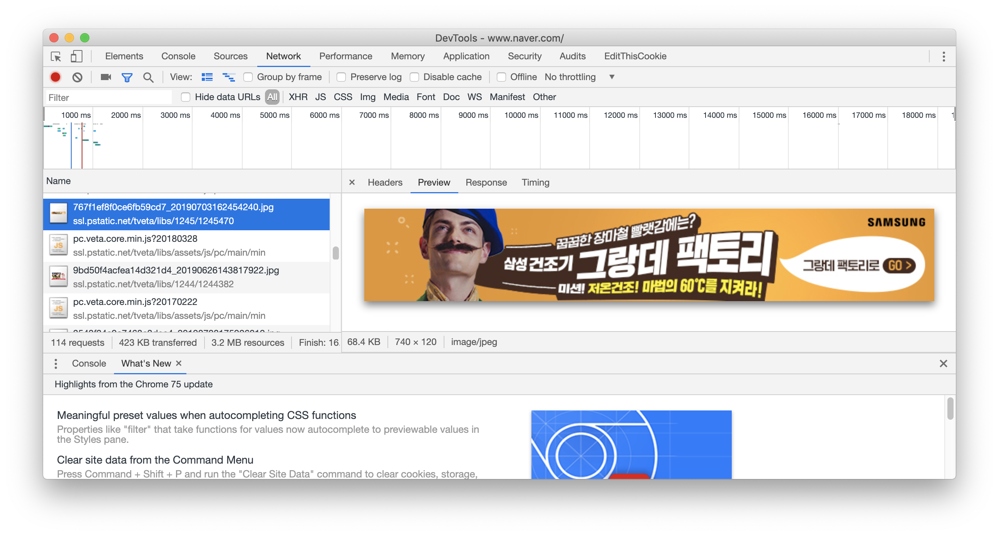 DevTools - www.naver.com/
Elements Console Sources Network Performance Memory Application Security Audits EditThisCookie
View: Group by frame Preserve log Disable cache Offline No throttling
Filter Hide data URLs All XHR JS CSS Img Media Font Doc WS Manifest Other
1000 ms 2000 ms 3000 ms 4000 ms 5000 ms 6000 ms 7000 ms 8000 ms 9000 ms 10000 ms 11000 ms 12000 ms 13000 ms 14000 ms 15000 ms 16000 ms 17000 ms 18000 ms
Name
767f1ef8f0ce6fb59cd7_20190703162454240.jpg
ssl.pstatic.net/tveta/libs/1245/1245470
pc.veta.core.min.js?20180328
ssl.pstatic.net/tveta/libs/assets/js/pc/main/min
9bd50f4acfea14d321d4_20190626143817922.jpg
ssl.pstatic.net/tveta/libs/1244/1244382
pc.veta.core.min.js?20170222
ssl.pstatic.net/tveta/libs/assets/js/pc/main/min
114 requests 423 KB transferred 3.2 MB resources Finish: 16.
Headers Preview Response Timing
SAMSUNG
꿉꿉한 장마철 빨랫감에는?
삼성 건조기 그랑데 팩토리
미션! 저온건조! 마법의 60℃를 지켜라!
그랑데 팩토리로 GO >
68.4 KB 740 × 120 image/jpeg
Console What's New
Highlights from the Chrome 75 update
Meaningful preset values when autocompleting CSS functions
Properties like "filter" that take functions for values now autocomplete to previewable values in
the Styles pane.
Clear site data from the Command Menu
Press Command + Shift + P and run the "Clear Site Data" command to clear cookies, storage,